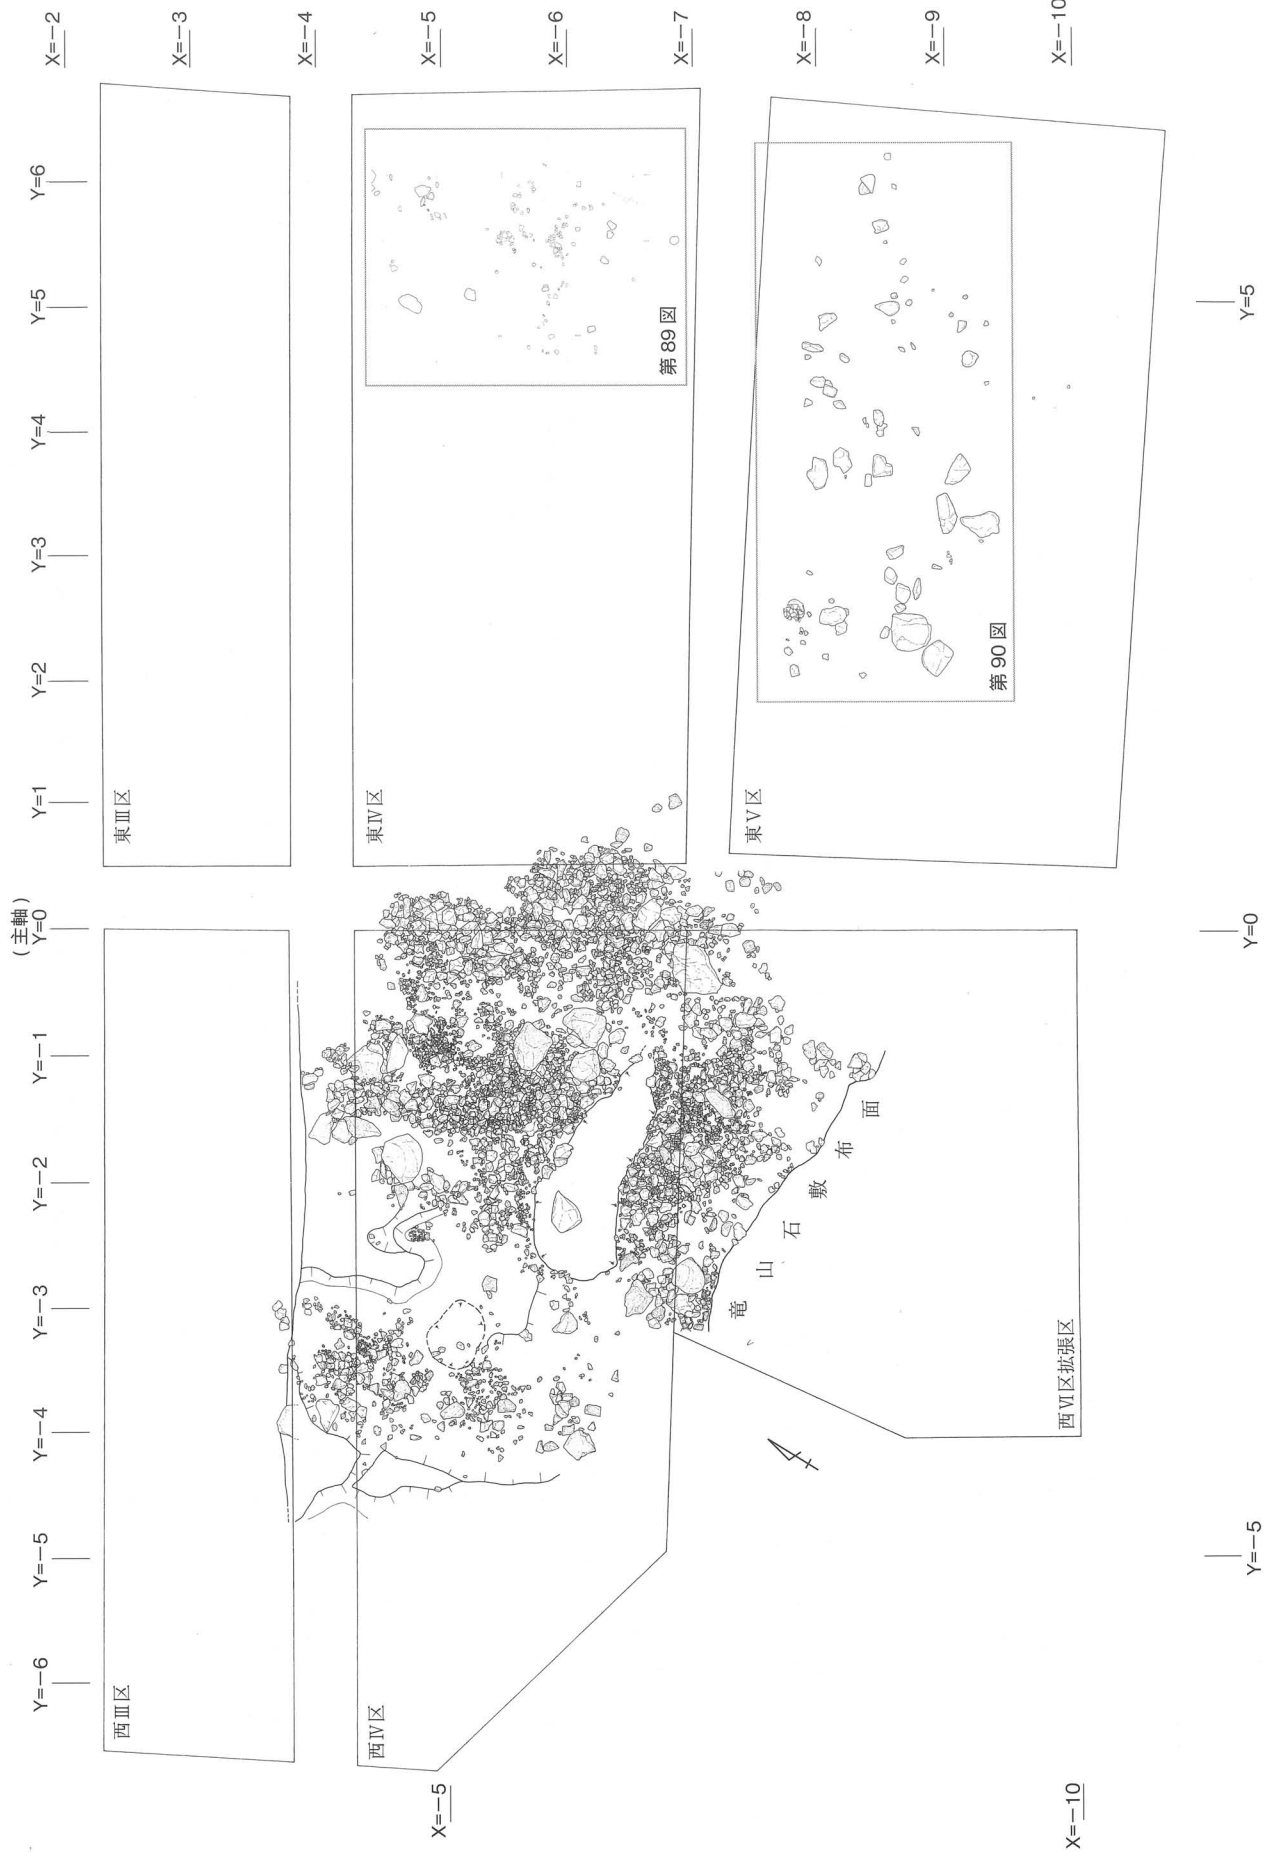 (主軸)
Y=-6
Y=-5
Y=-4
Y=-3
Y=-2
Y=-1
Y=0
Y=1
Y=2
Y=3
Y=4
Y=5
Y=6
X=-2
X=-3
X=-4
X=-5
X=-6
X=-7
X=-8
X=-9
X=-10
西Ⅲ区
東Ⅲ区
西Ⅳ区
東Ⅳ区
第89図
東Ⅴ区
第90図
竜山石敷布面
西Ⅵ区拡張区
X=-5
X=-10
Y=-5
Y=0
Y=5